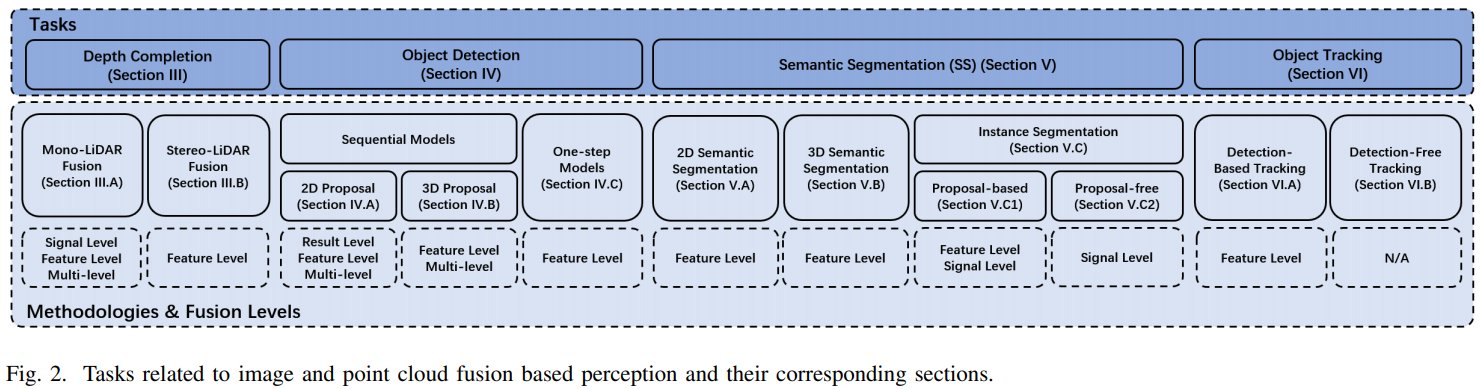 Tasks
Depth Completion
(Section III)
Object Detection
(Section IV)
Semantic Segmentation (SS) (Section V)
Object Tracking
(Section VI)
Mono-LiDAR
Fusion
(Section III.A)
Stereo-LiDAR
Fusion
(Section III.B)
Sequential Models
2D Proposal
(Section IV.A)
3D Proposal
(Section IV.B)
One-step
Models
(Section IV.C)
2D Semantic
Segmentation
(Section V.A)
3D Semantic
Segmentation
(Section V.B)
Instance Segmentation
(Section V.C)
Proposal-based
(Section V.C1)
Proposal-free
(Section V.C2)
Detection-
Based Tracking
(Section VI.A)
Detection-Free
Tracking
(Section VI.B)
Signal Level
Feature Level
Multi-level
Feature Level
Result Level
Feature Level
Multi-level
Feature Level
Multi-level
Feature Level
Feature Level
Feature Level
Feature Level
Signal Level
Signal Level
Feature Level
N/A
Methodologies & Fusion Levels
Fig. 2. Tasks related to image and point cloud fusion based perception and their corresponding sections.